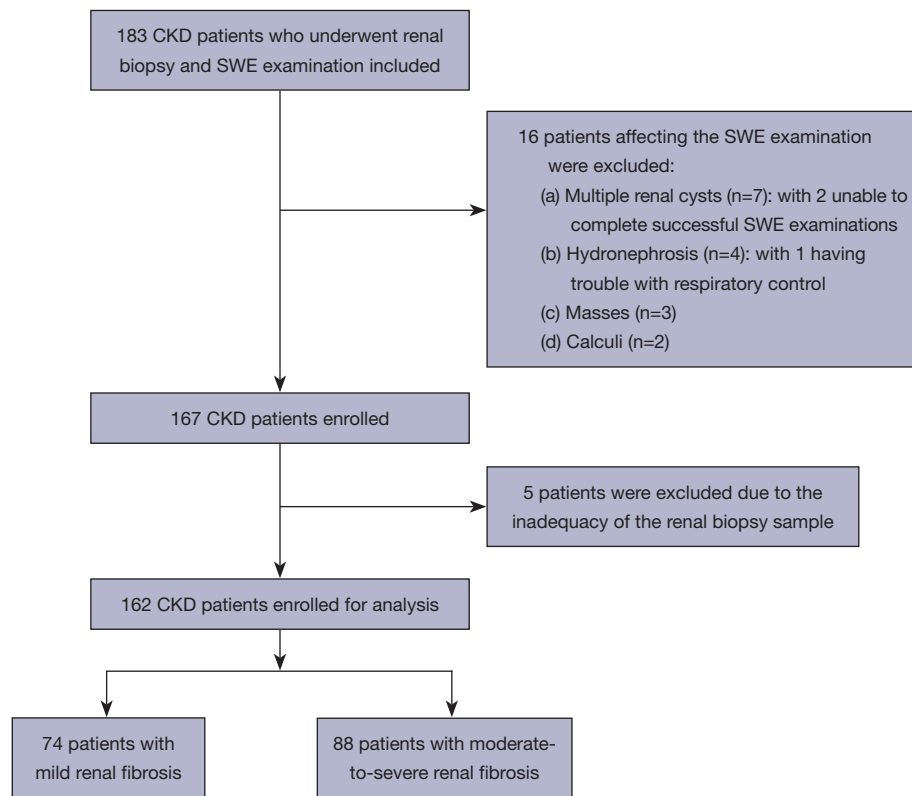 183 CKD patients who underwent renal
biopsy and SWE examination included
16 patients affecting the SWE examination
were excluded:
(a) Multiple renal cysts (n=7): with 2 unable to
complete successful SWE examinations
(b) Hydronephrosis (n=4): with 1 having
trouble with respiratory control
(c) Masses (n=3)
(d) Calculi (n=2)
167 CKD patients enrolled
5 patients were excluded due to the
inadequacy of the renal biopsy sample
162 CKD patients enrolled for analysis
74 patients with
mild renal fibrosis
88 patients with moderate-
to-severe renal fibrosis